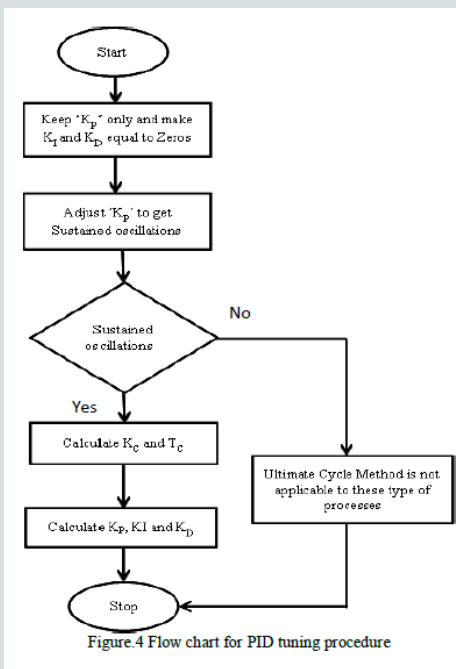 Start
Keep "Kp" only and make
KI and KD equal to Zeros
Adjust 'Kp' to get
Sustained oscillations
Sustained
oscillations
No
Yes
Calculate KC and TC
Ultimate Cycle Method is not
applicable to these type of
processes
Calculate KP, KI and KD
Stop
Figure.4 Flow chart for PID tuning procedure